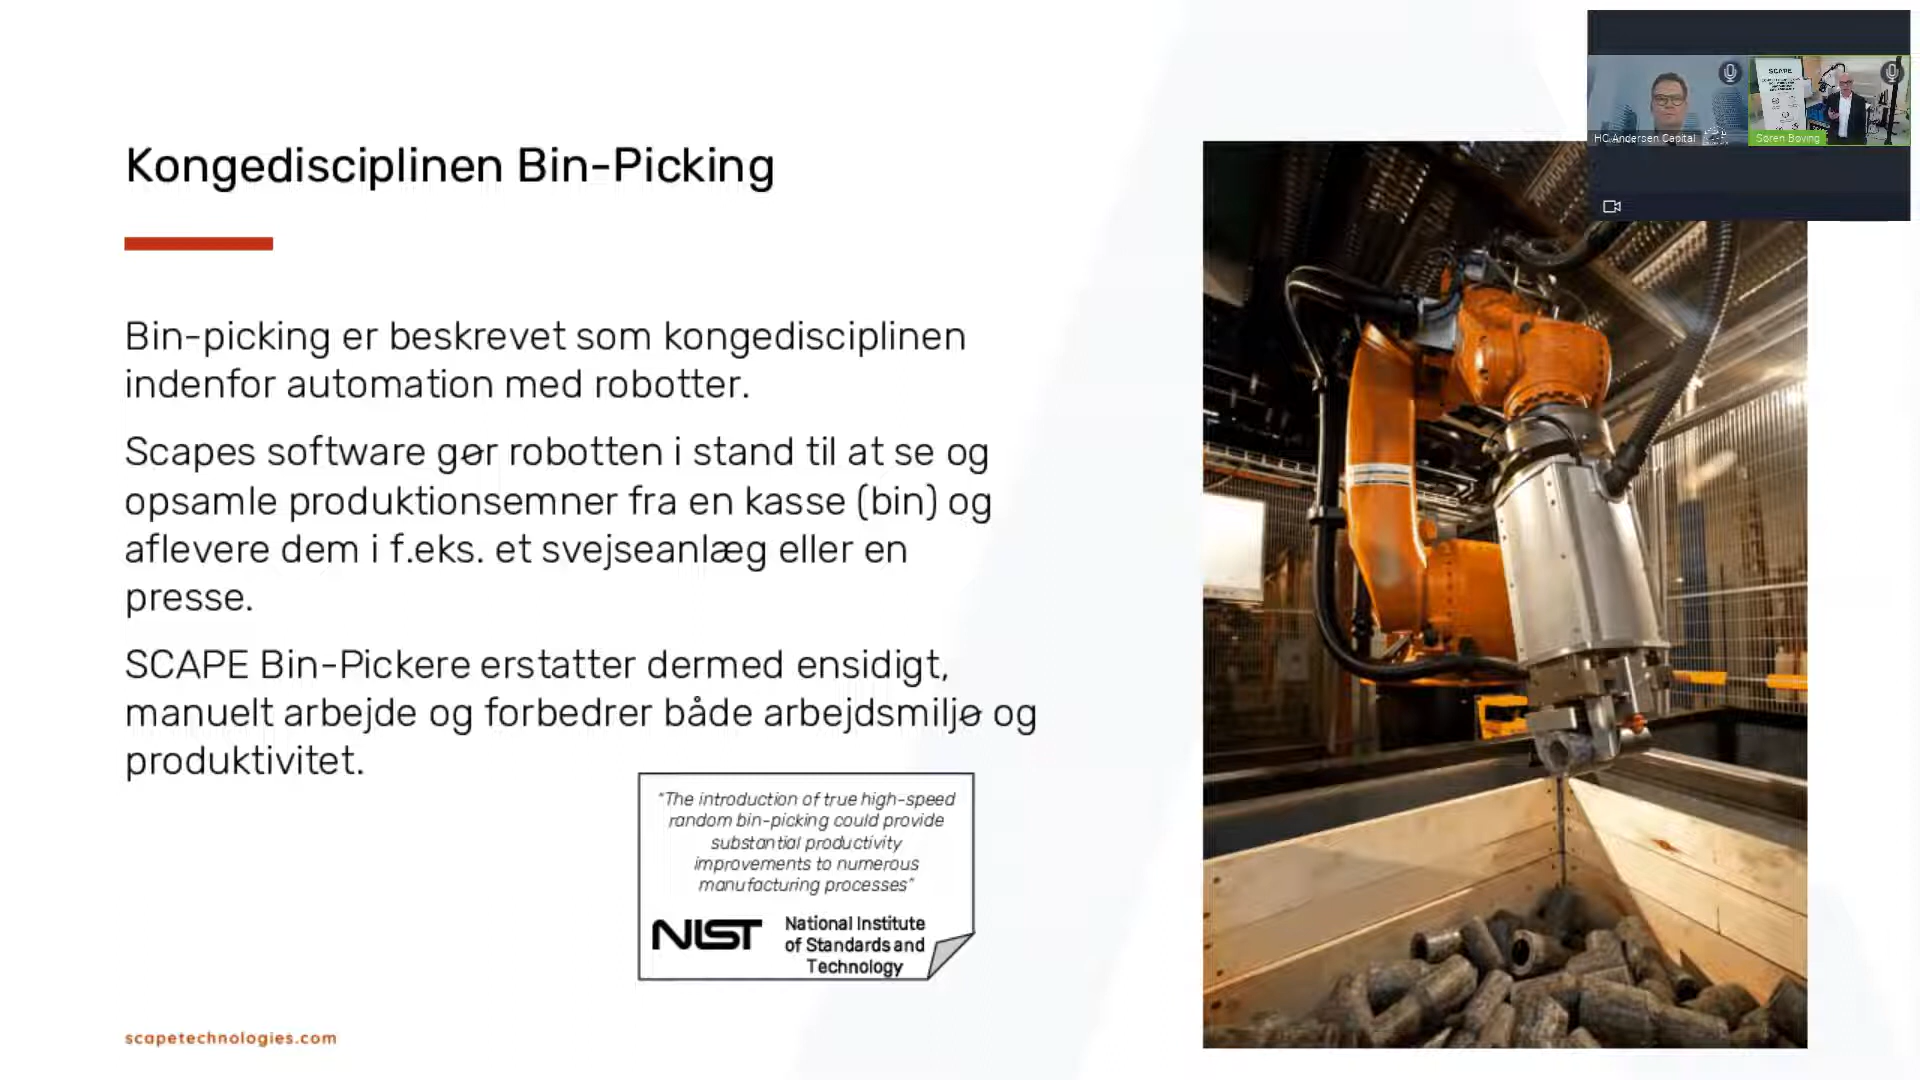 Kongedisciplinen Bin-Picking
Bin-picking er beskrevet som kongedisciplinen
indenfor automation med robotter.
Scapes software gør robotten i stand til at se og
opsamle produktionsemner fra en kasse (bin) og
aflevere dem i f.eks. et svejseanlæg eller en
presse.
SCAPE Bin-Pickere erstatter dermed ensidigt,
manuelt arbejde og forbedrer både arbejdsmiljø og
produktivitet.
"The introduction of true high-speed
random bin-picking could provide
substantial productivity
improvements to numerous
manufacturing processes"
NIST
National Institute
of Standards and
Technology
scapetechnologies.com
HC Andersen Capital
Søren Bøving
SCAPE